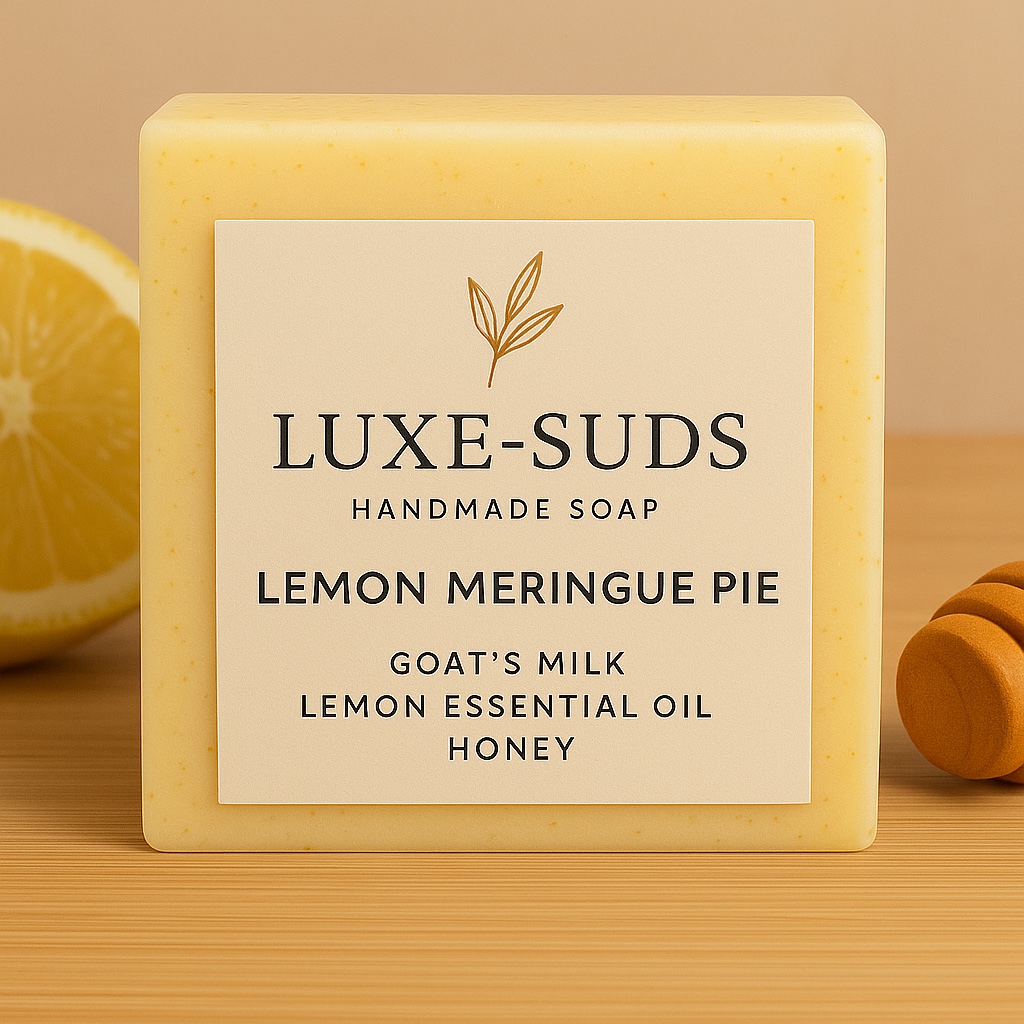 LUXE-SUDS
HANDMADE SOAP
LEMON MERINGUE PIE
GOAT'S MILK
LEMON ESSENTIAL OIL
HONEY